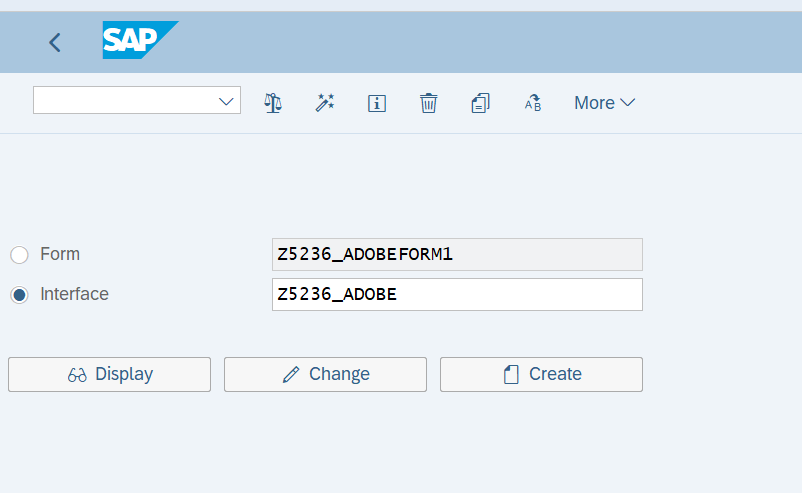 SAP
More
Form Z5236_ADOBEFORM1
Interface Z5236_ADOBE
Display Change Create